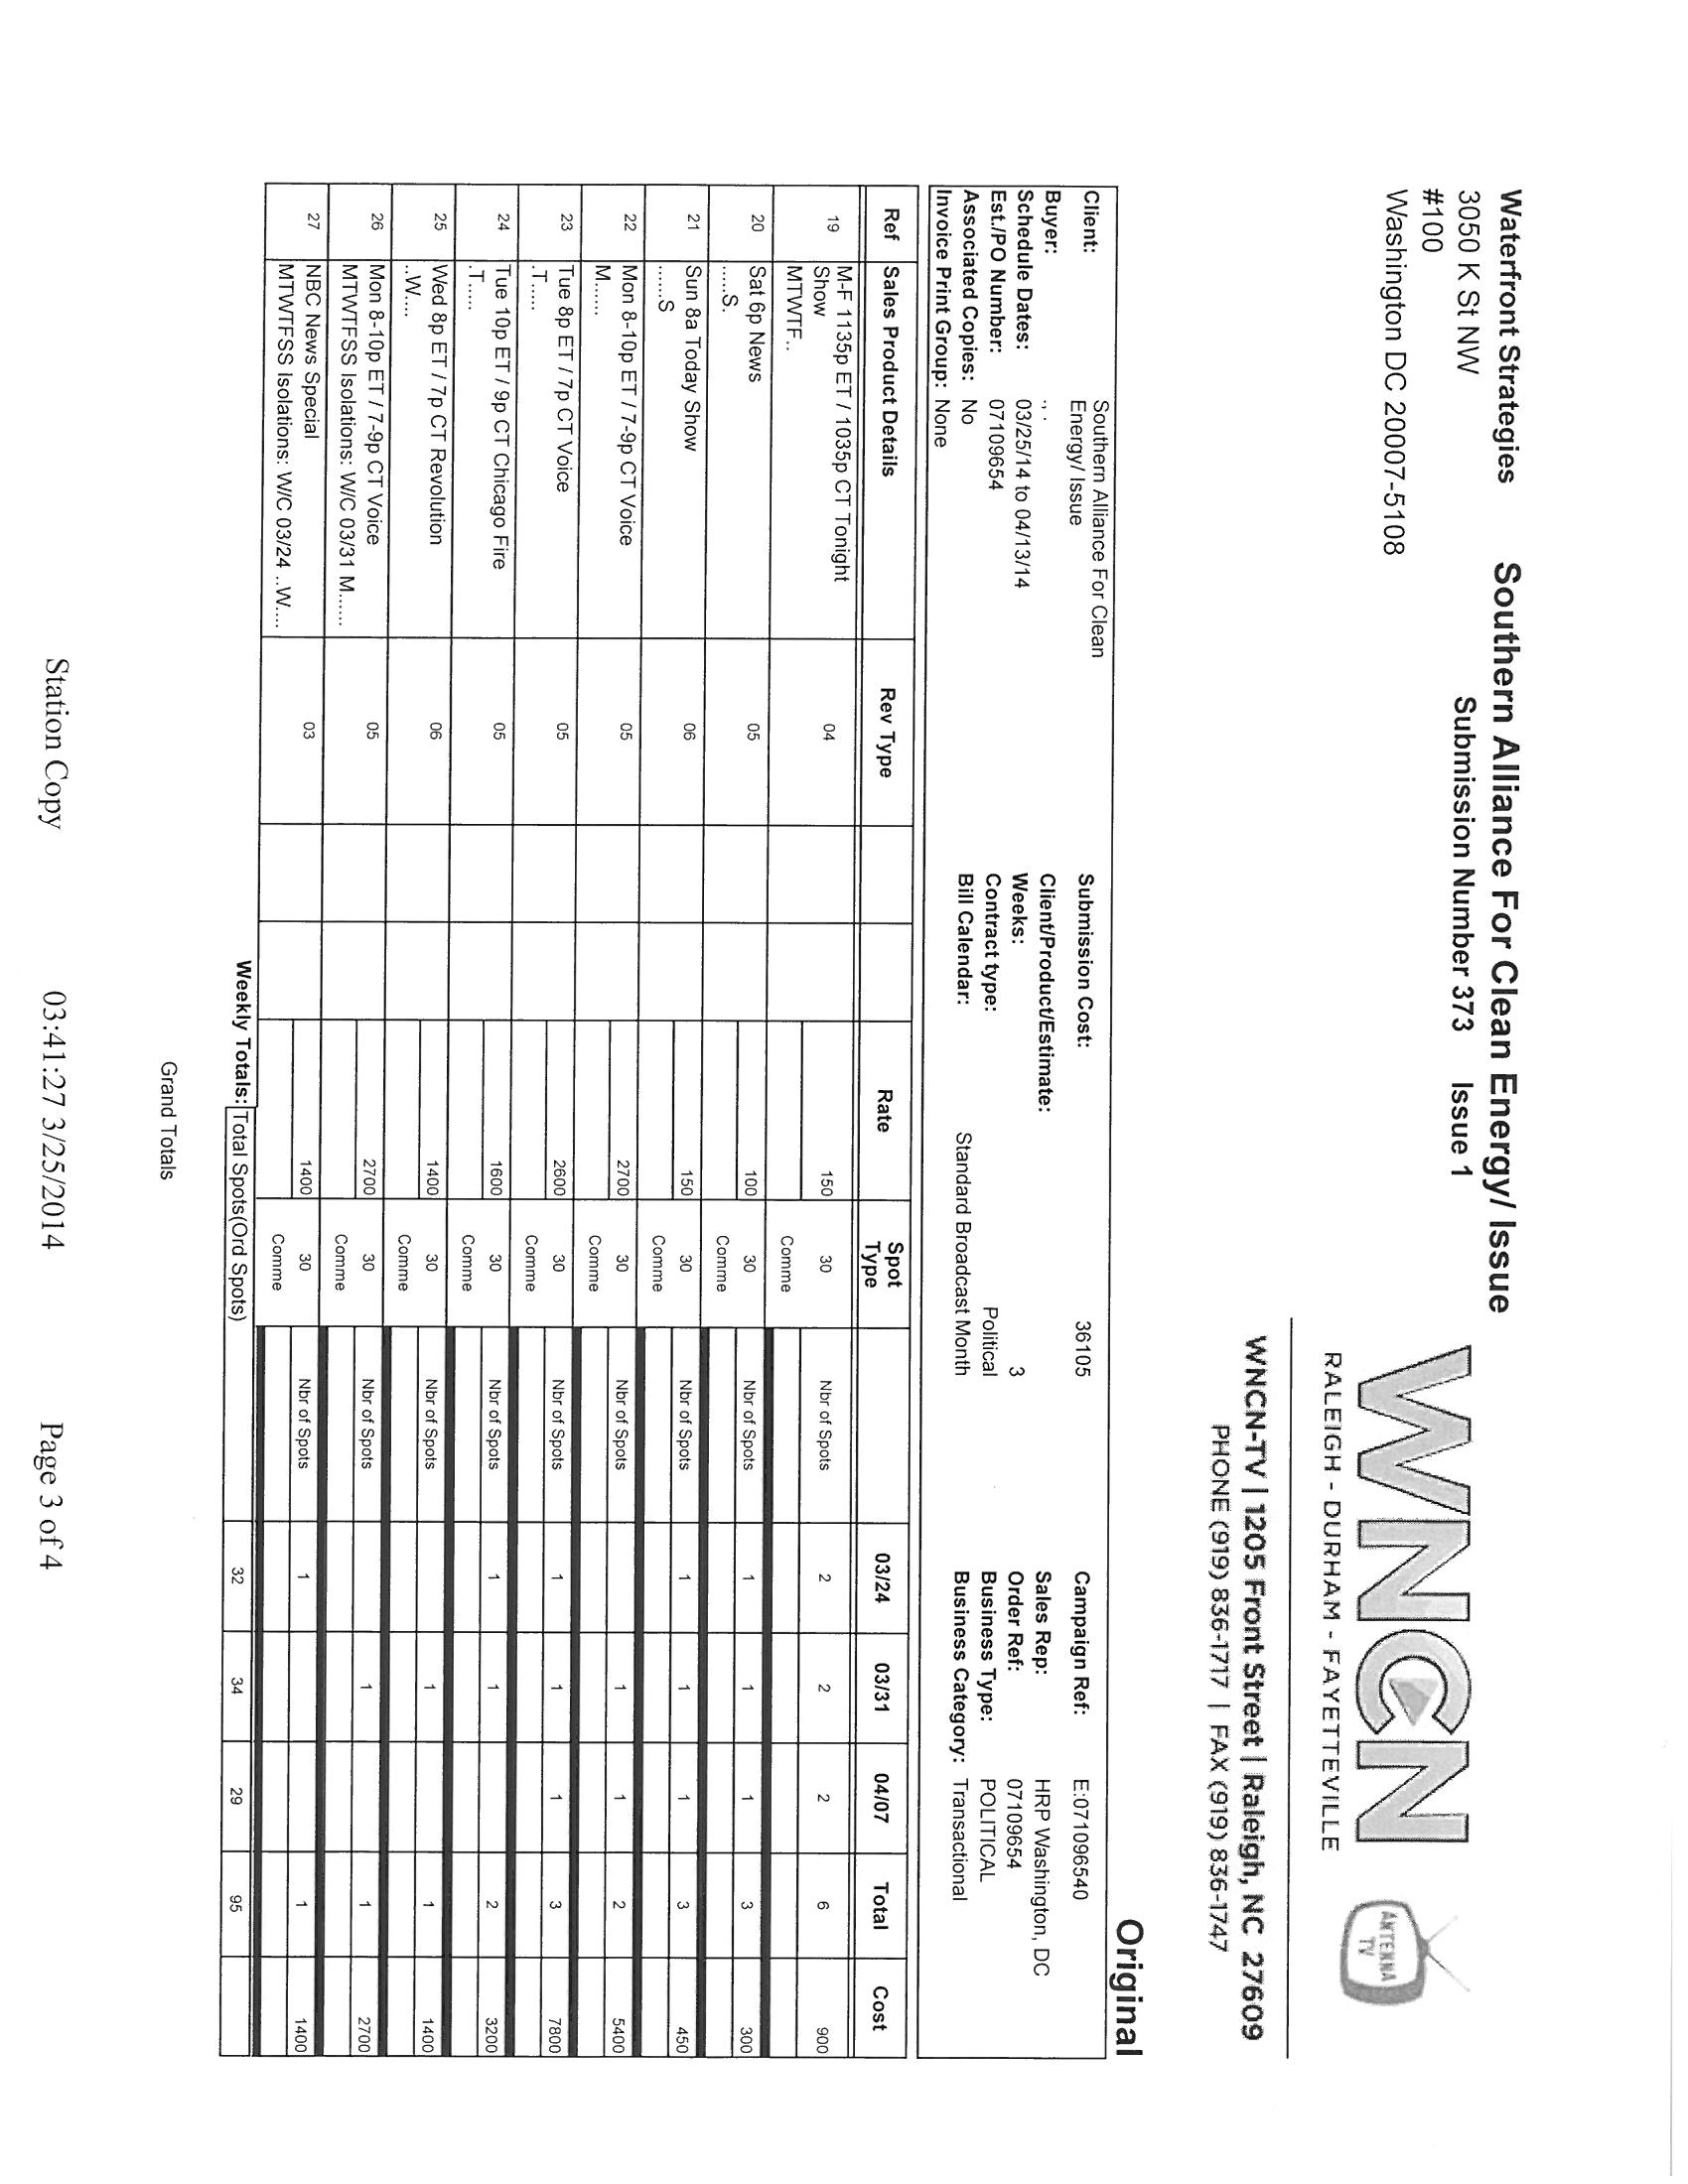 Waterfront Strategies
3050 K St NW
#100
Washington DC 20007-5108
Southern Alliance For Clean Energy/ Issue
Submission Number 373 Issue 1
WNCN
RALEIGH - DURHAM - FAYETTEVILLE
ANTENNA
TV
WNCN-TV | 1205 Front Street | Raleigh, NC 27609
PHONE (919) 836-1717 | FAX (919) 836-1747
Original
Client: Southern Alliance For Clean Energy/ Issue Submission Cost: 36105 Campaign Ref: E:071096540
Buyer: ., . Client/Product/Estimate: Sales Rep: HRP Washington, DC
Schedule Dates: 03/25/14 to 04/13/14 Weeks: 3 Order Ref: 07109654
Est./PO Number: 07109654 Contract type: Political Business Type: POLITICAL
Associated Copies: No Bill Calendar: Standard Broadcast Month Business Category: Transactional
Invoice Print Group: None
Ref Sales Product Details Rev Type Rate Spot Type 03/24 03/31 04/07 Total Cost
19 M-F 1135p ET / 1035p CT Tonight 04 150 30 Nbr of Spots 2 2 2 6 900
Show Comme
MTWTF..
20 Sat 6p News 05 100 30 Nbr of Spots 1 1 1 3 300
.....S. Comme
21 Sun 8a Today Show 06 150 30 Nbr of Spots 1 1 1 3 450
......S Comme
22 Mon 8-10p ET / 7-9p CT Voice 05 2700 30 Nbr of Spots 1 1 2 5400
M...... Comme
23 Tue 8p ET / 7p CT Voice 05 2600 30 Nbr of Spots 1 1 1 3 7800
.T..... Comme
24 Tue 10p ET / 9p CT Chicago Fire 05 1600 30 Nbr of Spots 1 1 2 3200
.T..... Comme
25 Wed 8p ET / 7p CT Revolution 06 1400 30 Nbr of Spots 1 1 1400
..W.... Comme
26 Mon 8-10p ET / 7-9p CT Voice 05 2700 30 Nbr of Spots 1 1 2700
MTWTFSS Isolations: W/C 03/31 M...... Comme
27 NBC News Special 03 1400 30 Nbr of Spots 1 1 1400
MTWTFSS Isolations: W/C 03/24 ..W.... Comme
Weekly Totals: Total Spots(Ord Spots) 32 34 29 95
Grand Totals
Station Copy 03:41:27 3/25/2014 Page 3 of 4